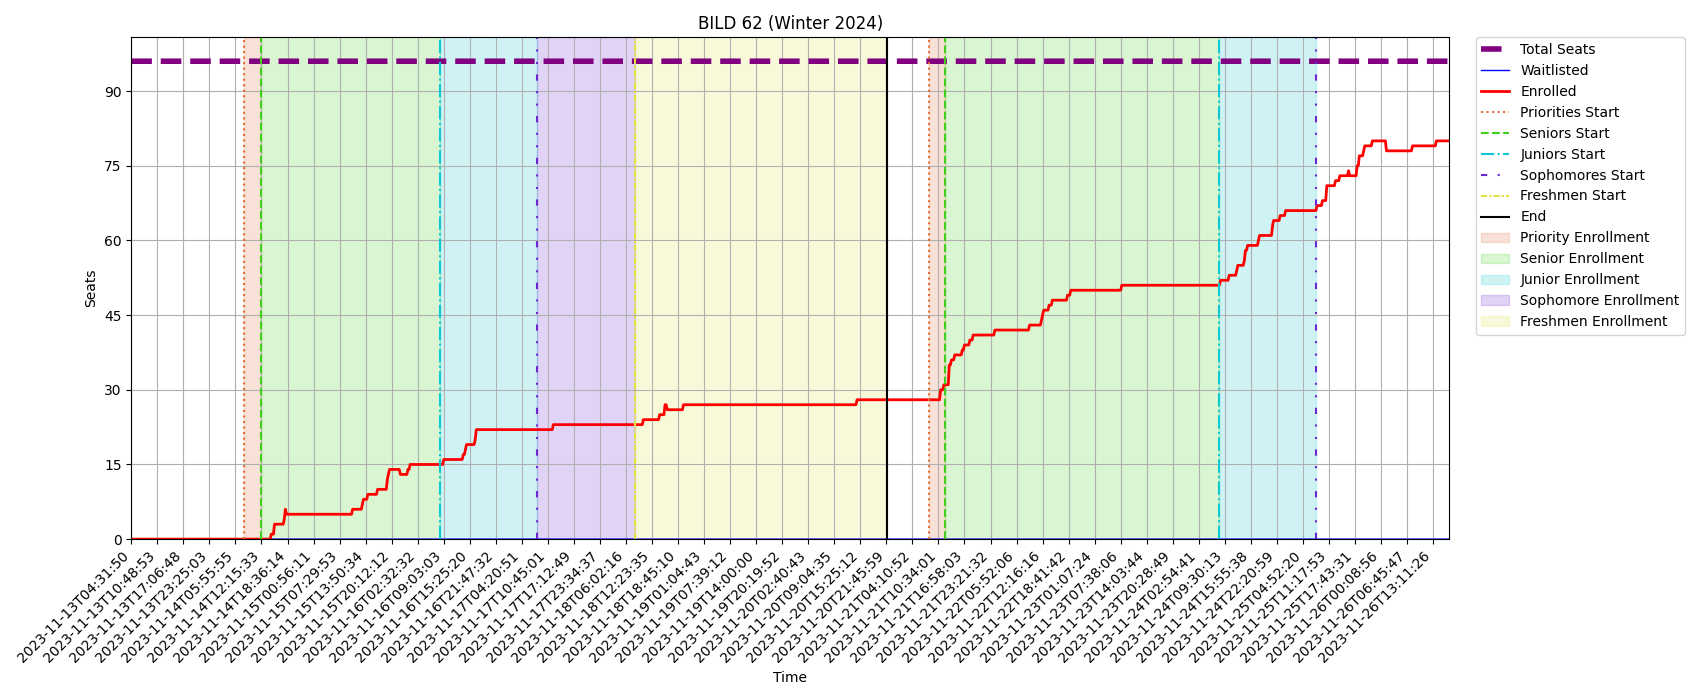 BILD 62 (Winter 2024)
Seats
90
75
60
45
30
15
0
2023-11-13T04:31:50
2023-11-13T10:48:53
2023-11-13T17:06:48
2023-11-13T23:25:03
2023-11-14T05:55:55
2023-11-14T12:15:33
2023-11-14T18:36:14
2023-11-15T00:56:11
2023-11-15T07:29:53
2023-11-15T13:50:34
2023-11-15T20:12:12
2023-11-16T02:32:32
2023-11-16T09:03:03
2023-11-16T15:25:20
2023-11-16T21:47:32
2023-11-17T04:20:51
2023-11-17T10:45:01
2023-11-17T17:12:49
2023-11-17T23:34:37
2023-11-18T06:02:16
2023-11-18T12:23:35
2023-11-18T18:45:10
2023-11-19T01:04:43
2023-11-19T07:39:12
2023-11-19T14:00:00
2023-11-19T20:19:52
2023-11-20T02:40:43
2023-11-20T09:04:35
2023-11-20T15:25:12
2023-11-20T21:45:59
2023-11-21T04:10:52
2023-11-21T10:34:01
2023-11-21T16:58:03
2023-11-21T23:21:32
2023-11-22T05:52:06
2023-11-22T12:16:16
2023-11-22T18:41:42
2023-11-23T01:07:24
2023-11-23T07:38:06
2023-11-23T14:03:44
2023-11-23T20:28:49
2023-11-24T02:54:41
2023-11-24T09:30:13
2023-11-24T15:55:38
2023-11-24T22:20:59
2023-11-25T04:52:20
2023-11-25T11:17:53
2023-11-25T17:43:31
2023-11-26T00:08:56
2023-11-26T06:45:47
2023-11-26T13:11:26
Time
Total Seats
Waitlisted
Enrolled
Priorities Start
Seniors Start
Juniors Start
Sophomores Start
Freshmen Start
End
Priority Enrollment
Senior Enrollment
Junior Enrollment
Sophomore Enrollment
Freshmen Enrollment